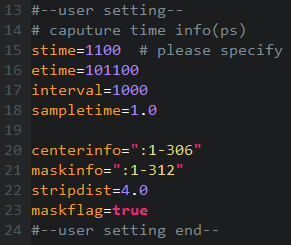 13 #--user setting--
14 # caputure time info(ps)
15 stime=1100  # please specify
16 etime=101100
17 interval=1000
18 sampletime=1.0
19
20 centerinfo=":1-306"
21 maskinfo=":1-312"
22 stripdist=4.0
23 maskflag=true
24 #--user setting end--